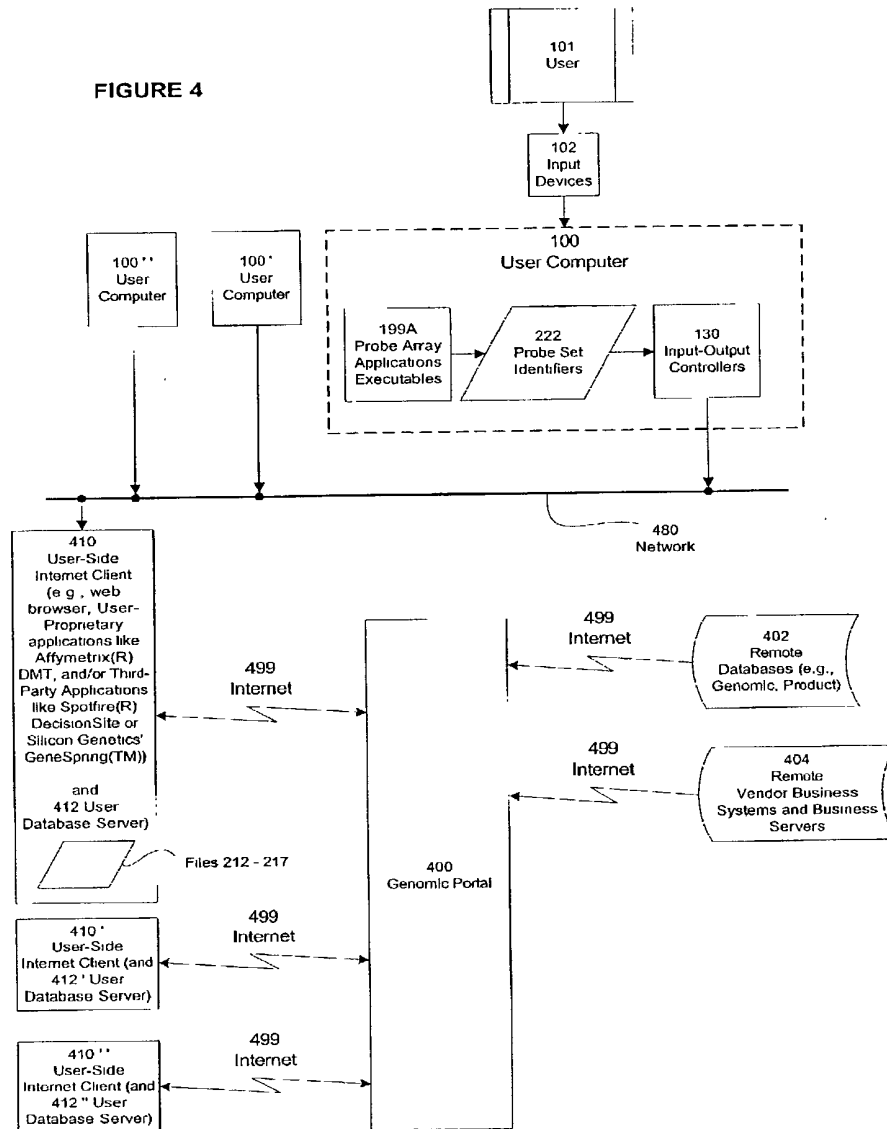 FIGURE 4
101
User
102
Input
Devices
100
User Computer
100''
User
Computer
100'
User
Computer
199A
Probe Array
Applications
Executables
222
Probe Set
Identifiers
130
Input-Output
Controllers
480
Network
410
User-Side
Internet Client
(e g , web
browser, User-
Proprietary
applications like
Affymetrix(R)
DMT, and/or Third-
Party Applications
like Spotfire(R)
DecisionSite or
Silicon Genetics'
GeneSpring(TM))
and
412 User
Database Server)
Files 212 - 217
499
Internet
499
Internet
402
Remote
Databases (e.g.,
Genomic, Product)
499
Internet
404
Remote
Vendor Business
Systems and Business
Servers
400
Genomic Portal
410 '
User-Side
Internet Client (and
412 ' User
Database Server)
499
Internet
410 ''
User-Side
Internet Client (and
412 '' User
Database Server)
499
Internet